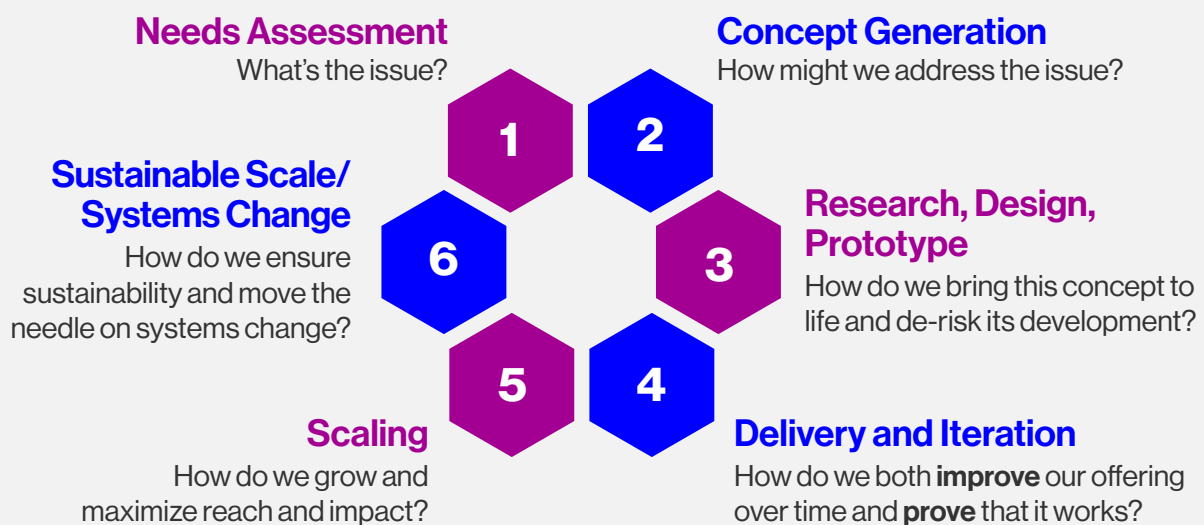 Needs Assessment
What's the issue?
1
Concept Generation
How might we address the issue?
2
Research, Design,
Prototype
How do we bring this concept to
life and de-risk its development?
3
Delivery and Iteration
How do we both improve our offering
over time and prove that it works?
4
Scaling
How do we grow and
maximize reach and impact?
5
Sustainable Scale/
Systems Change
How do we ensure
sustainability and move the
needle on systems change?
6